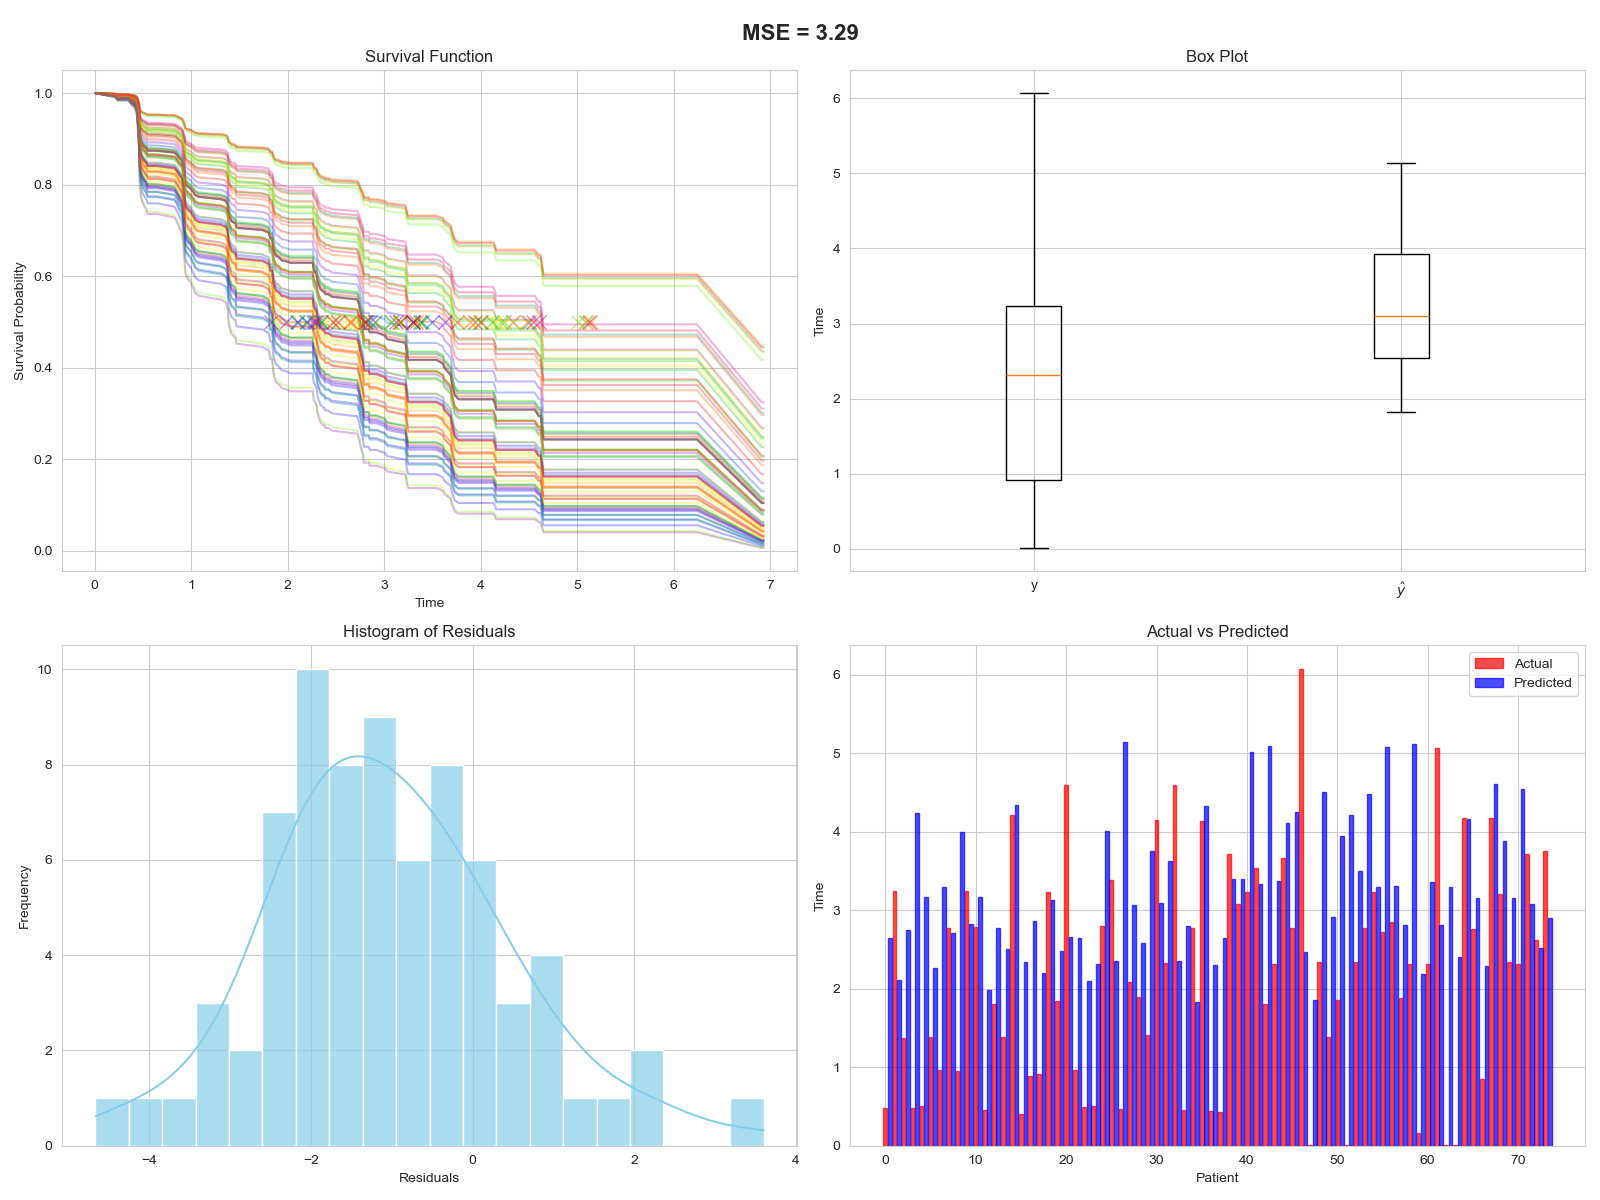 MSE = 3.29
Survival Function
Survival Probability
1.0
0.8
0.6
0.4
0.2
0.0
0 1 2 3 4 5 6 7
Time
Box Plot
Time
6
5
4
3
2
1
0
y ŷ
Histogram of Residuals
Frequency
10
8
6
4
2
0
−4 −2 0 2 4
Residuals
Actual vs Predicted
Actual
Predicted
Time
6
5
4
3
2
1
0
0 10 20 30 40 50 60 70
Patient